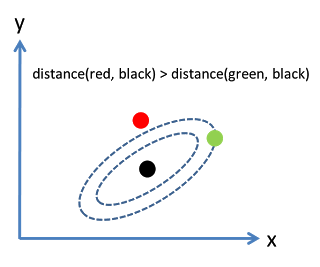 y
distance(red, black) > distance(green, black)
x